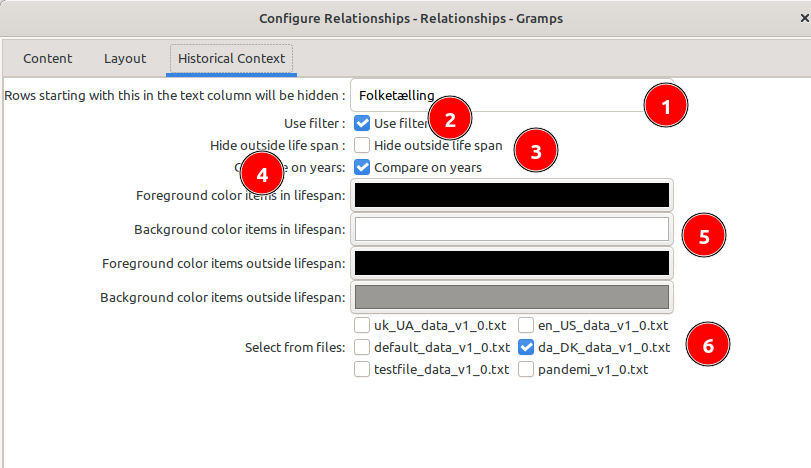 Configure Relationships - Relationships - Gramps
Content Layout Historical Context
Rows starting with this in the text column will be hidden : Folketælling 1
Use filter : Use filter 2
Hide outside life span : Hide outside life span 3
4 on years: Compare on years
Foreground color items in lifespan:
Background color items in lifespan: 5
Foreground color items outside lifespan:
Background color items outside lifespan:
uk_UA_data_v1_0.txt en_US_data_v1_0.txt
Select from files: default_data_v1_0.txt da_DK_data_v1_0.txt 6
testfile_data_v1_0.txt pandemi_v1_0.txt